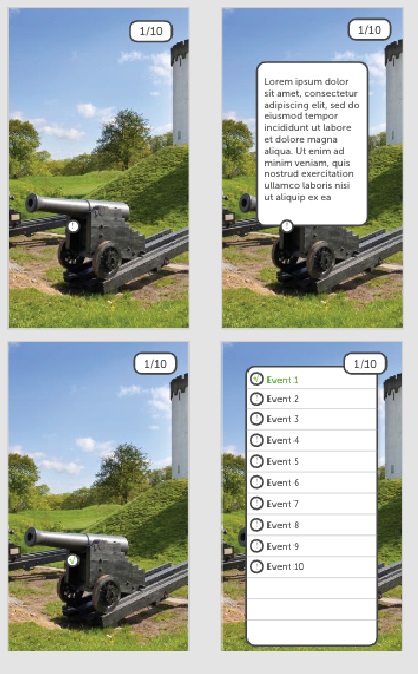 1/10
1/10
Lorem ipsum dolor
sit amet, consectetur
adipiscing elit, sed do
eiusmod tempor
incididunt ut labore
et dolore magna
aliqua. Ut enim ad
minim veniam, quis
nostrud exercitation
ullamco laboris nisi
ut aliquip ex ea
1/10
1/10
Event 1
Event 2
Event 3
Event 4
Event 5
Event 6
Event 7
Event 8
Event 9
Event 10